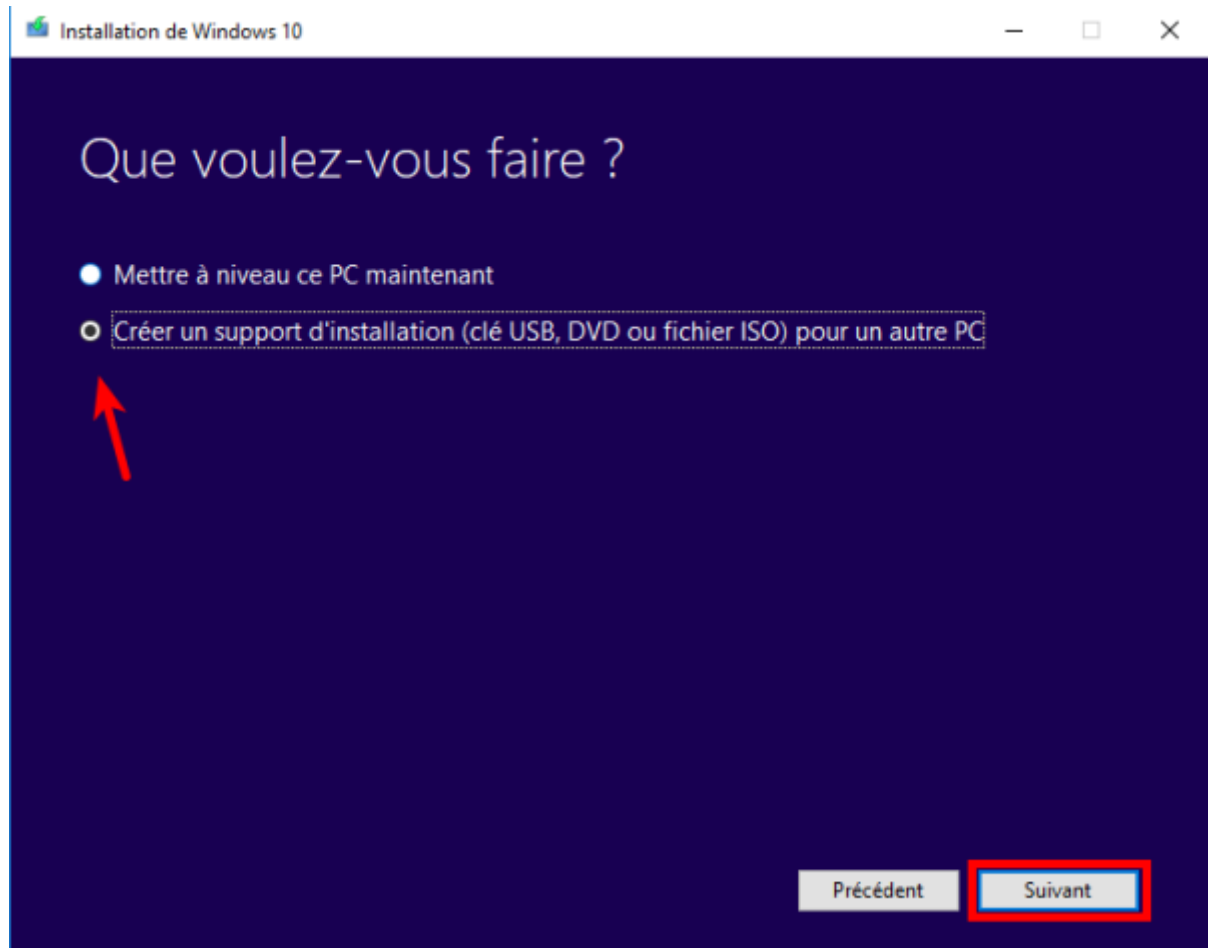 Installation de Windows 10
Que voulez-vous faire ?
Mettre à niveau ce PC maintenant
Créer un support d'installation (clé USB, DVD ou fichier ISO) pour un autre PC
Précédent
Suivant